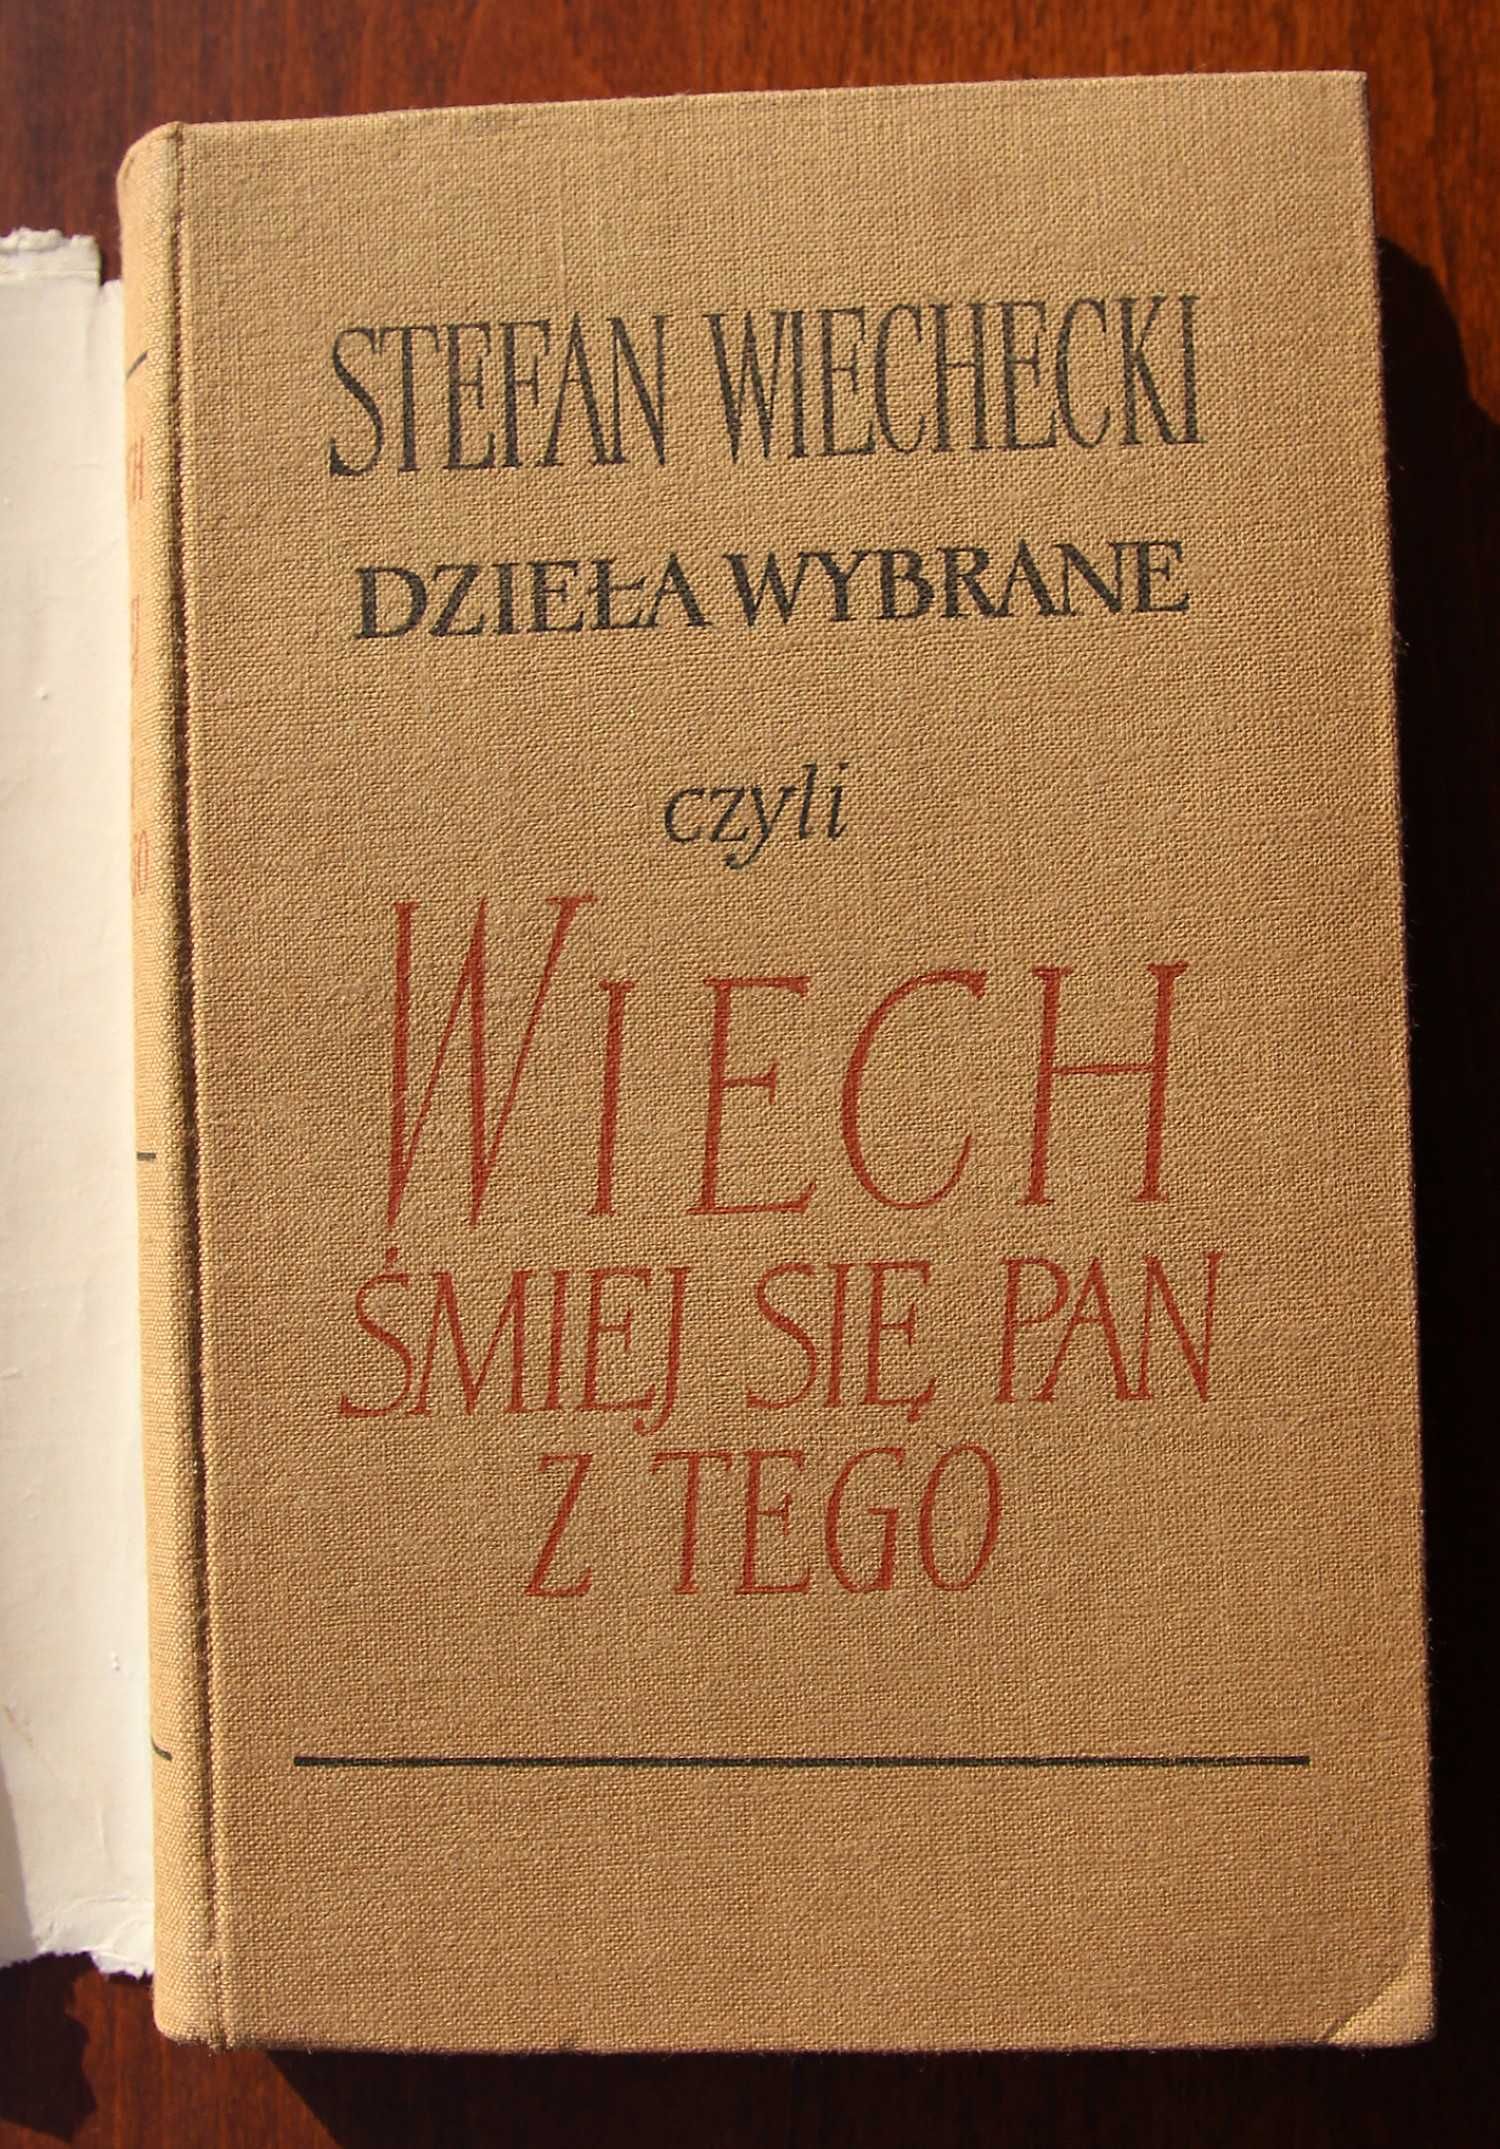 STEFAN WIECHECKI
DZIEŁA WYBRANE
czyli
WIECH
ŚMIEJ SIĘ PAN
Z TEGO